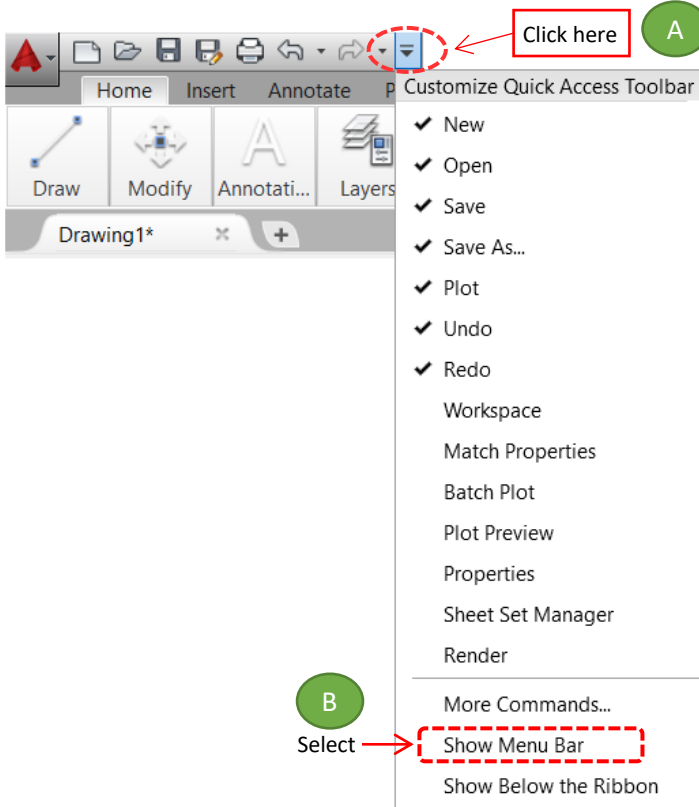 Click here
A
Home Insert Annotate P
Customize Quick Access Toolbar
New
Open
Save
Save As...
Plot
Undo
Redo
Workspace
Match Properties
Batch Plot
Plot Preview
Properties
Sheet Set Manager
Render
More Commands...
Show Menu Bar
Show Below the Ribbon
Draw Modify Annotati... Layers
Drawing1*
B
Select